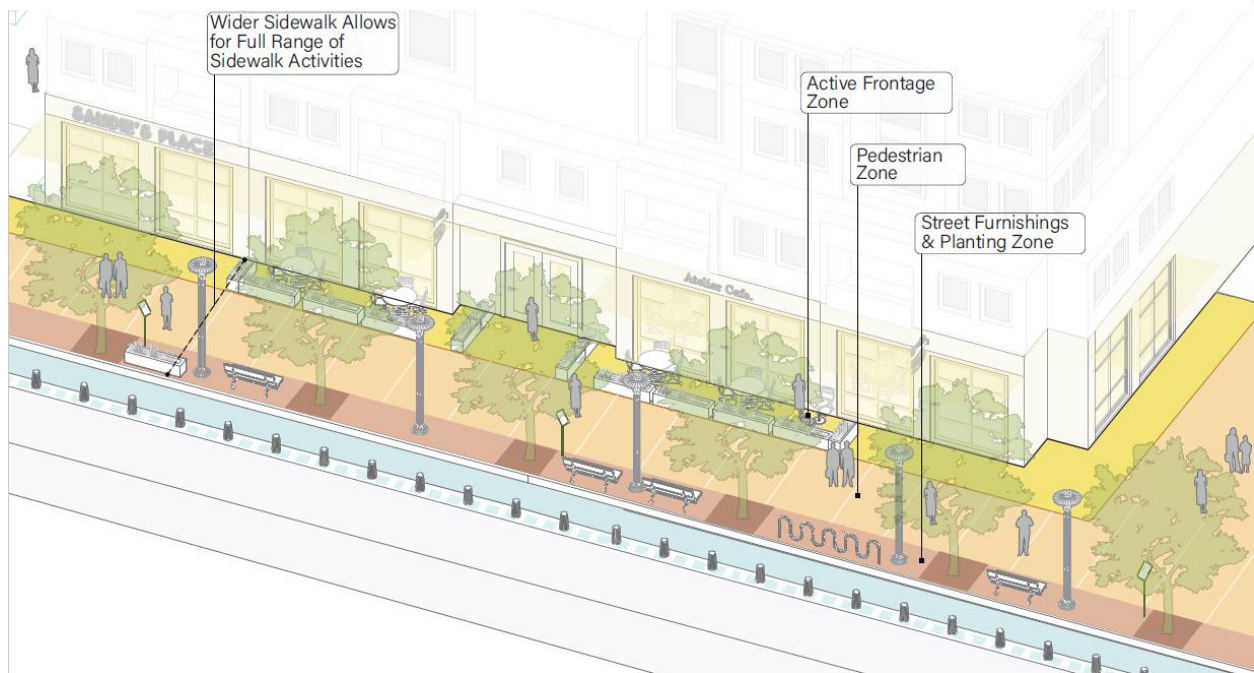 Wider Sidewalk Allows
for Full Range of
Sidewalk Activities
Active Frontage
Zone
Pedestrian
Zone
Street Furnishings
& Planting Zone
SANDIE'S PLACE
Atelier Cafe.